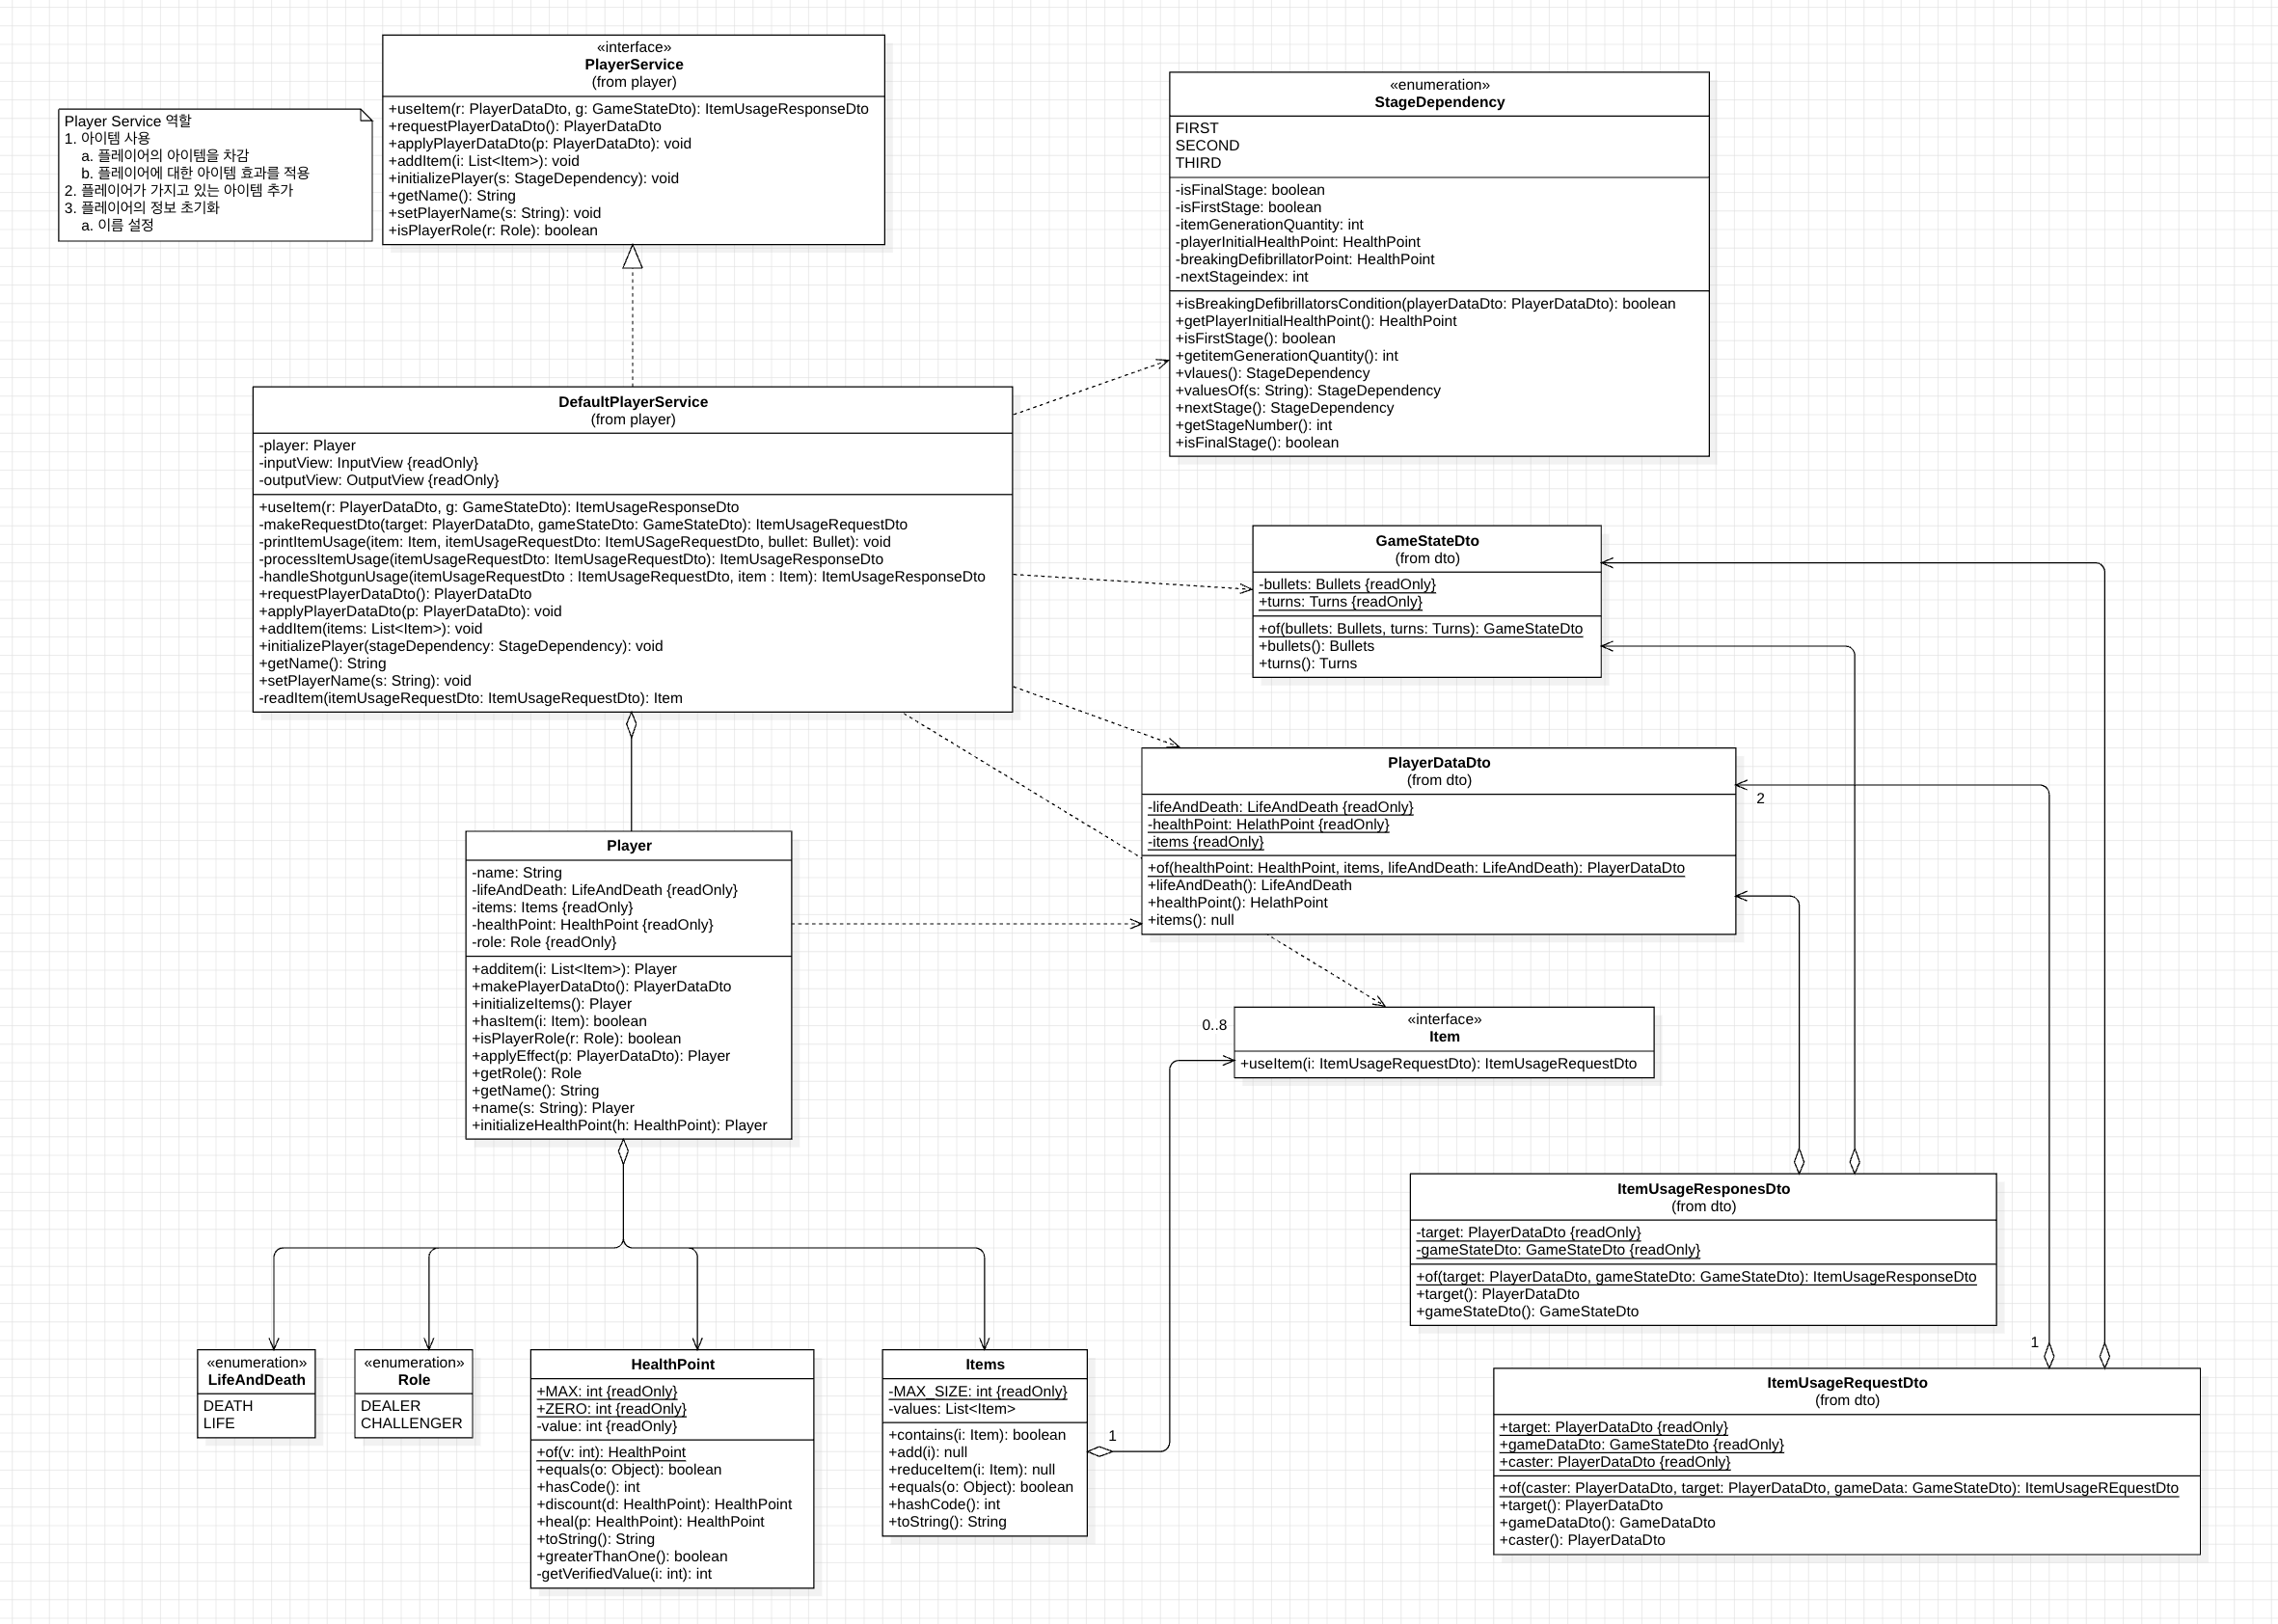 «interface»
PlayerService
(from player)
+useItem(r: PlayerDataDto, g: GameStateDto): ItemUsageResponseDto
+requestPlayerDataDto(): PlayerDataDto
+applyPlayerDataDto(p: PlayerDataDto): void
+addItem(i: List<Item>): void
+initializePlayer(s: StageDependency): void
+getName(): String
+setPlayerName(s: String): void
+isPlayerRole(r: Role): boolean
Player Service 역할
1. 아이템 사용
a. 플레이어의 아이템을 차감
b. 플레이어에 대한 아이템 효과를 적용
2. 플레이어가 가지고 있는 아이템 추가
3. 플레이어의 정보 초기화
a. 이름 설정
«enumeration»
StageDependency
FIRST
SECOND
THIRD
-isFinalStage: boolean
-isFirstStage: boolean
-itemGenerationQuantity: int
-playerInitialHealthPoint: HealthPoint
-breakingDefibrillatorPoint: HealthPoint
-nextStageindex: int
+isBreakingDefibrillatorsCondition(playerDataDto: PlayerDataDto): boolean
+getPlayerInitialHealthPoint(): HealthPoint
+isFirstStage(): boolean
+getitemGenerationQuantity(): int
+vlaues(): StageDependency
+valuesOf(s: String): StageDependency
+nextStage(): StageDependency
+getStageNumber(): int
+isFinalStage(): boolean
DefaultPlayerService
(from player)
-player: Player
-inputView: InputView {readOnly}
-outputView: OutputView {readOnly}
+useItem(r: PlayerDataDto, g: GameStateDto): ItemUsageResponseDto
-makeRequestDto(target: PlayerDataDto, gameStateDto: GameStateDto): ItemUsageRequestDto
-printItemUsage(item: Item, itemUsageRequestDto: ItemUSageRequestDto, bullet: Bullet): void
-processItemUsage(itemUsageRequestDto: ItemUsageRequestDto): ItemUsageResponseDto
-handleShotgunUsage(itemUsageRequestDto : ItemUsageRequestDto, item : Item): ItemUsageResponseDto
+requestPlayerDataDto(): PlayerDataDto
+applyPlayerDataDto(p: PlayerDataDto): void
+addItem(items: List<Item>): void
+initializePlayer(stageDependency: StageDependency): void
+getName(): String
+setPlayerName(s: String): void
-readItem(itemUsageRequestDto: ItemUsageRequestDto): Item
GameStateDto
(from dto)
-bullets: Bullets {readOnly}
+turns: Turns {readOnly}
+of(bullets: Bullets, turns: Turns): GameStateDto
+bullets(): Bullets
+turns(): Turns
PlayerDataDto
(from dto)
-lifeAndDeath: LifeAndDeath {readOnly}
-healthPoint: HelathPoint {readOnly}
-items {readOnly}
+of(healthPoint: HealthPoint, items, lifeAndDeath: LifeAndDeath): PlayerDataDto
+lifeAndDeath(): LifeAndDeath
+healthPoint(): HelathPoint
+items(): null
2
Player
-name: String
-lifeAndDeath: LifeAndDeath {readOnly}
-items: Items {readOnly}
-healthPoint: HealthPoint {readOnly}
-role: Role {readOnly}
+additem(i: List<Item>): Player
+makePlayerDataDto(): PlayerDataDto
+initializeItems(): Player
+hasItem(i: Item): boolean
+isPlayerRole(r: Role): boolean
+applyEffect(p: PlayerDataDto): Player
+getRole(): Role
+getName(): String
+name(s: String): Player
+initializeHealthPoint(h: HealthPoint): Player
0..8
«interface»
Item
+useItem(i: ItemUsageRequestDto): ItemUsageRequestDto
ItemUsageResponesDto
(from dto)
-target: PlayerDataDto {readOnly}
-gameStateDto: GameStateDto {readOnly}
+of(target: PlayerDataDto, gameStateDto: GameStateDto): ItemUsageResponseDto
+target(): PlayerDataDto
+gameStateDto(): GameStateDto
1
«enumeration»
LifeAndDeath
DEATH
LIFE
«enumeration»
Role
DEALER
CHALLENGER
HealthPoint
+MAX: int {readOnly}
+ZERO: int {readOnly}
-value: int {readOnly}
+of(v: int): HealthPoint
+equals(o: Object): boolean
+hasCode(): int
+discount(d: HealthPoint): HealthPoint
+heal(p: HealthPoint): HealthPoint
+toString(): String
+greaterThanOne(): boolean
-getVerifiedValue(i: int): int
Items
-MAX_SIZE: int {readOnly}
-values: List<Item>
+contains(i: Item): boolean
+add(i): null
+reduceItem(i: Item): null
+equals(o: Object): boolean
+hashCode(): int
+toString(): String
1
ItemUsageRequestDto
(from dto)
+target: PlayerDataDto {readOnly}
+gameDataDto: GameStateDto {readOnly}
+caster: PlayerDataDto {readOnly}
+of(caster: PlayerDataDto, target: PlayerDataDto, gameData: GameStateDto): ItemUsageREquestDto
+target(): PlayerDataDto
+gameDataDto(): GameDataDto
+caster(): PlayerDataDto